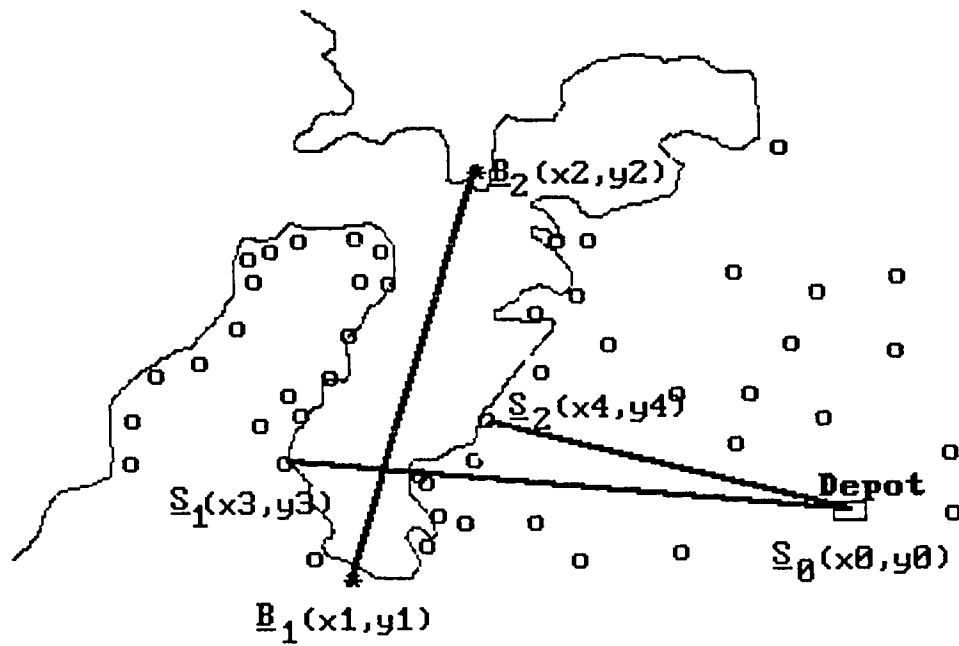 B2(x2,y2)
S2(x4,y4)
Depot
S1(x3,y3)
S0(x0,y0)
B1(x1,y1)